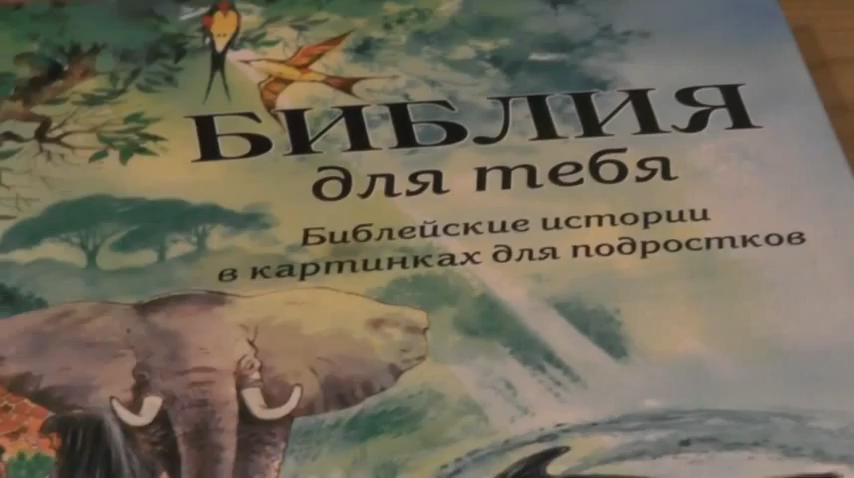 БИБЛИЯ
для тебя
Библейские истории
в картинках для подростков